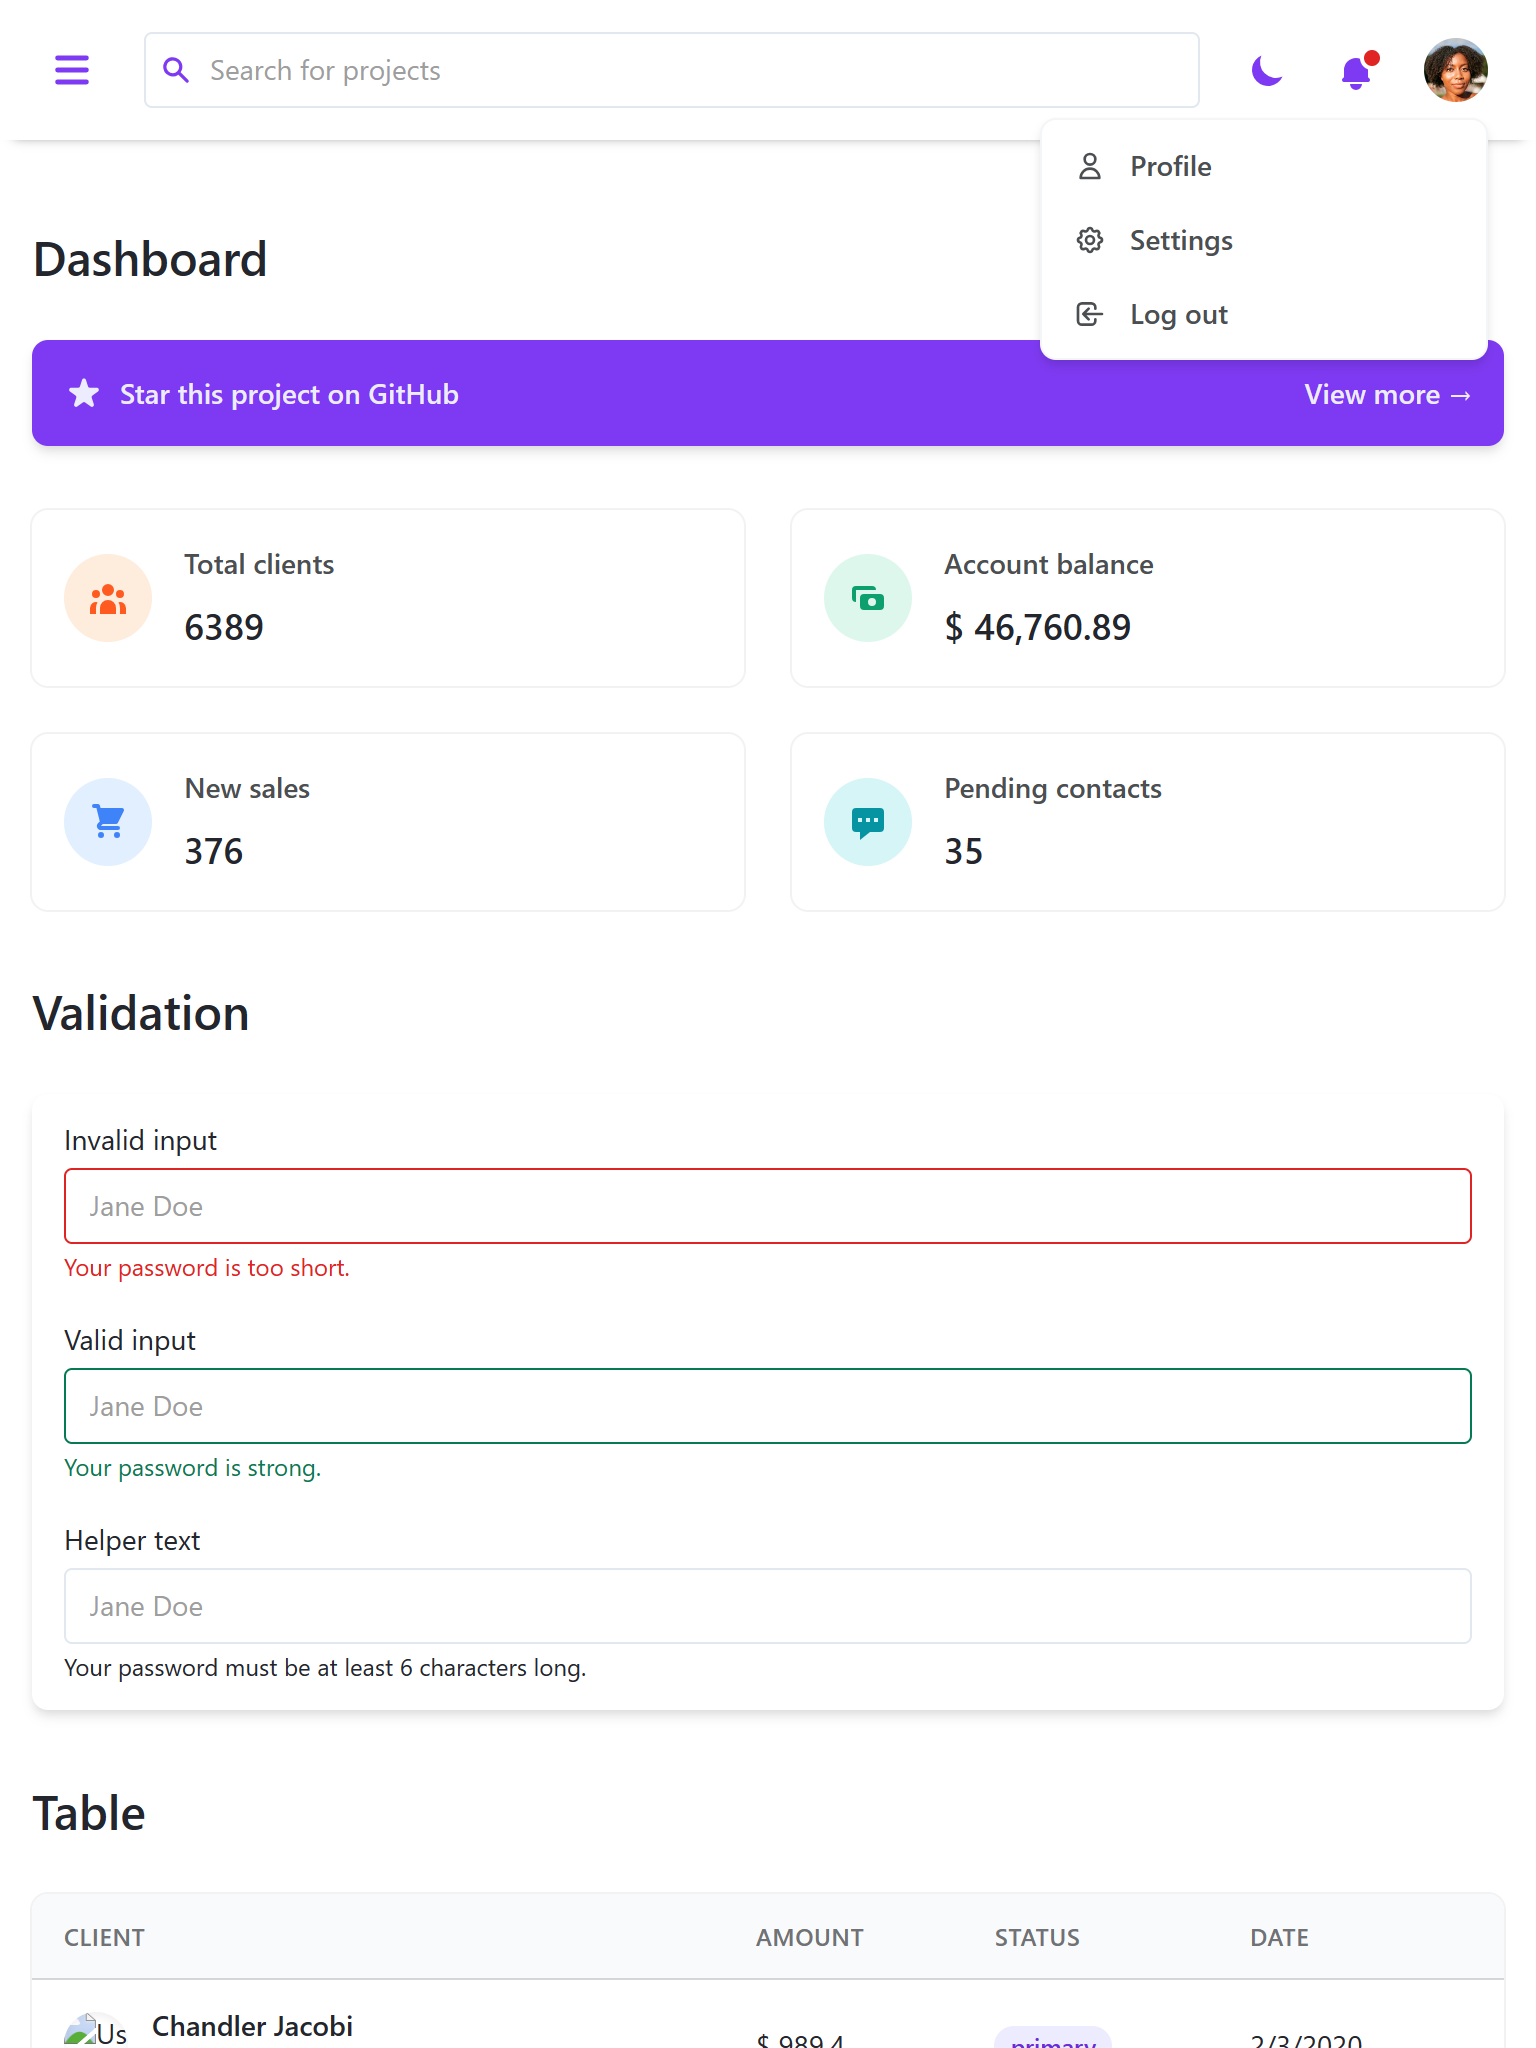 Search for projects
Profile
Settings
Log out
Dashboard
Star this project on GitHub
View more →
Total clients
6389
Account balance
$ 46,760.89
New sales
376
Pending contacts
35
Validation
Invalid input
Jane Doe
Your password is too short.
Valid input
Jane Doe
Your password is strong.
Helper text
Jane Doe
Your password must be at least 6 characters long.
Table
CLIENT AMOUNT STATUS DATE
Us Chandler Jacobi
$ 989.4 primary 2/3/2020